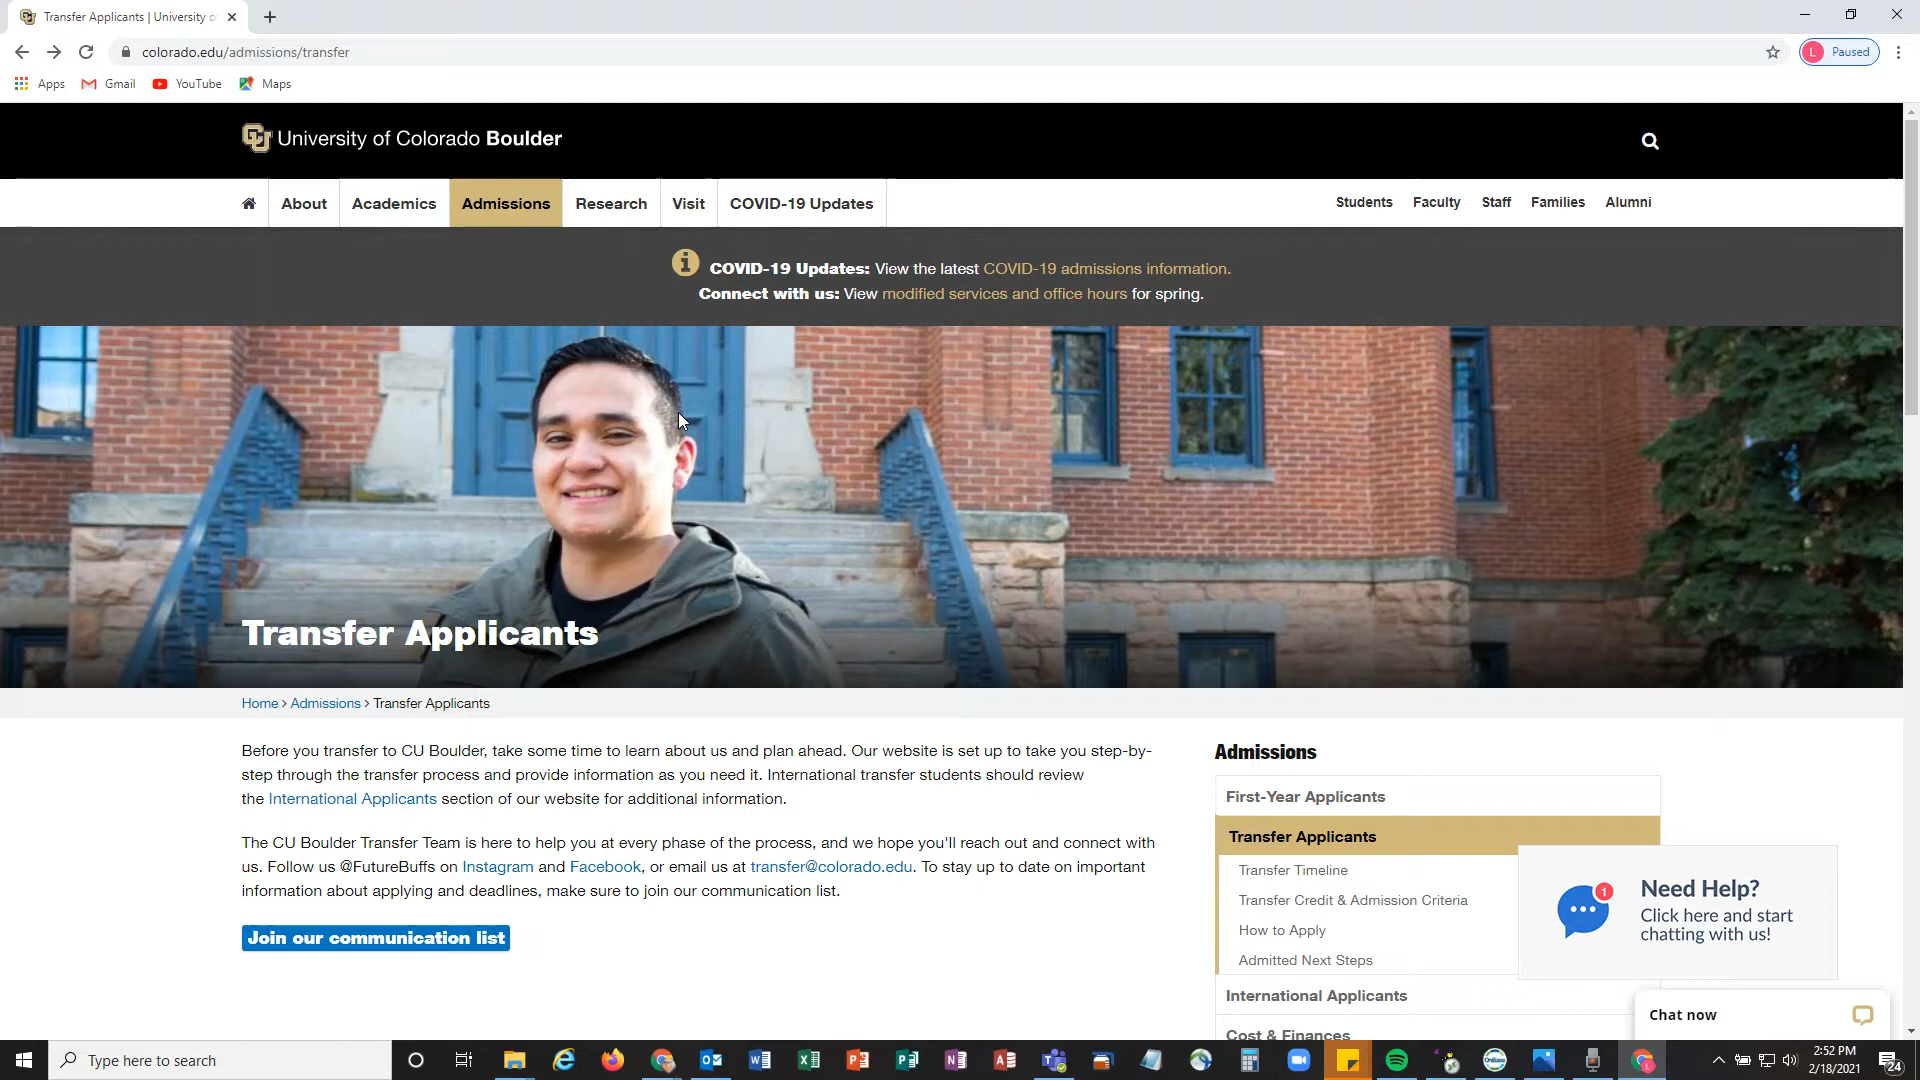 Transfer Applicants | University of
colorado.edu/admissions/transfer
L Paused
Apps Gmail YouTube Maps
CU University of Colorado Boulder
About Academics Admissions Research Visit COVID-19 Updates
Students Faculty Staff Families Alumni
COVID-19 Updates: View the latest COVID-19 admissions information.
Connect with us: View modified services and office hours for spring.
Transfer Applicants
Home > Admissions > Transfer Applicants
Before you transfer to CU Boulder, take some time to learn about us and plan ahead. Our website is set up to take you step-by-
step through the transfer process and provide information as you need it. International transfer students should review
the International Applicants section of our website for additional information.
The CU Boulder Transfer Team is here to help you at every phase of the process, and we hope you'll reach out and connect with
us. Follow us @FutureBuffs on Instagram and Facebook, or email us at transfer@colorado.edu. To stay up to date on important
information about applying and deadlines, make sure to join our communication list.
Join our communication list
Admissions
First-Year Applicants
Transfer Applicants
Transfer Timeline
Transfer Credit & Admission Criteria
How to Apply
Admitted Next Steps
International Applicants
Cost & Finances
1
Need Help?
Click here and start
chatting with us!
Chat now
Type here to search
2:52 PM
2/18/2021
24